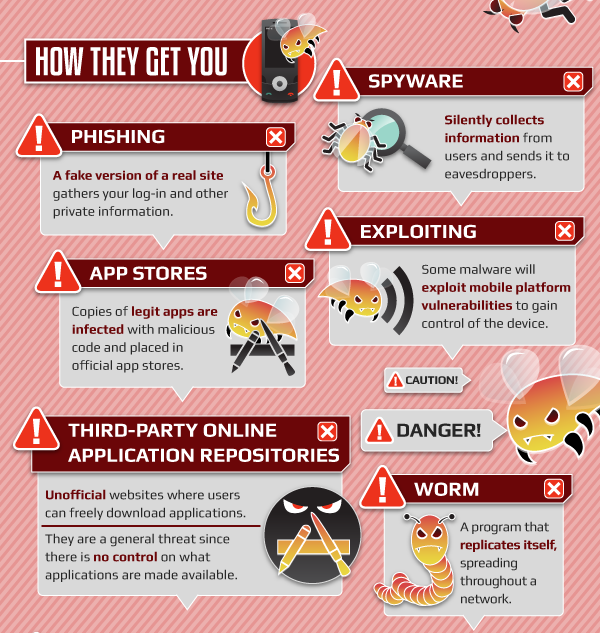 HOW THEY GET YOU
PHISHING
A fake version of a real site
gathers your log-in and other
private information.
SPYWARE
Silently collects
information from
users and sends it to
eavesdroppers.
APP STORES
Copies of legit apps are
infected with malicious
code and placed in
official app stores.
EXPLOITING
Some malware will
exploit mobile platform
vulnerabilities to gain
control of the device.
CAUTION!
DANGER!
THIRD-PARTY ONLINE
APPLICATION REPOSITORIES
Unofficial websites where users
can freely download applications.
They are a general threat since
there is no control on what
applications are made available.
WORM
A program that
replicates itself,
spreading
throughout a
network.